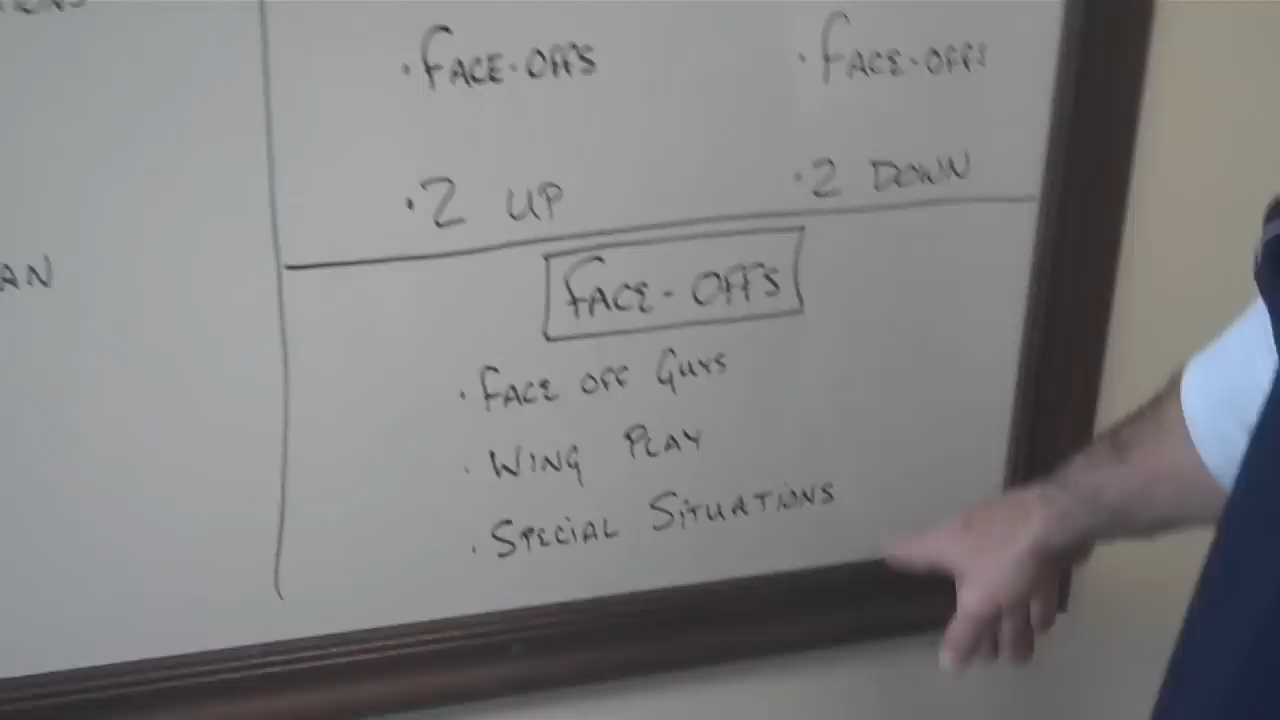 · FACE-OFFS
· FACE-OFFS
· 2 UP
· 2 DOWN
AN
FACE-OFFS
· FACE OFF GUYS
· WING PLAY
· SPECIAL SITUATIONS